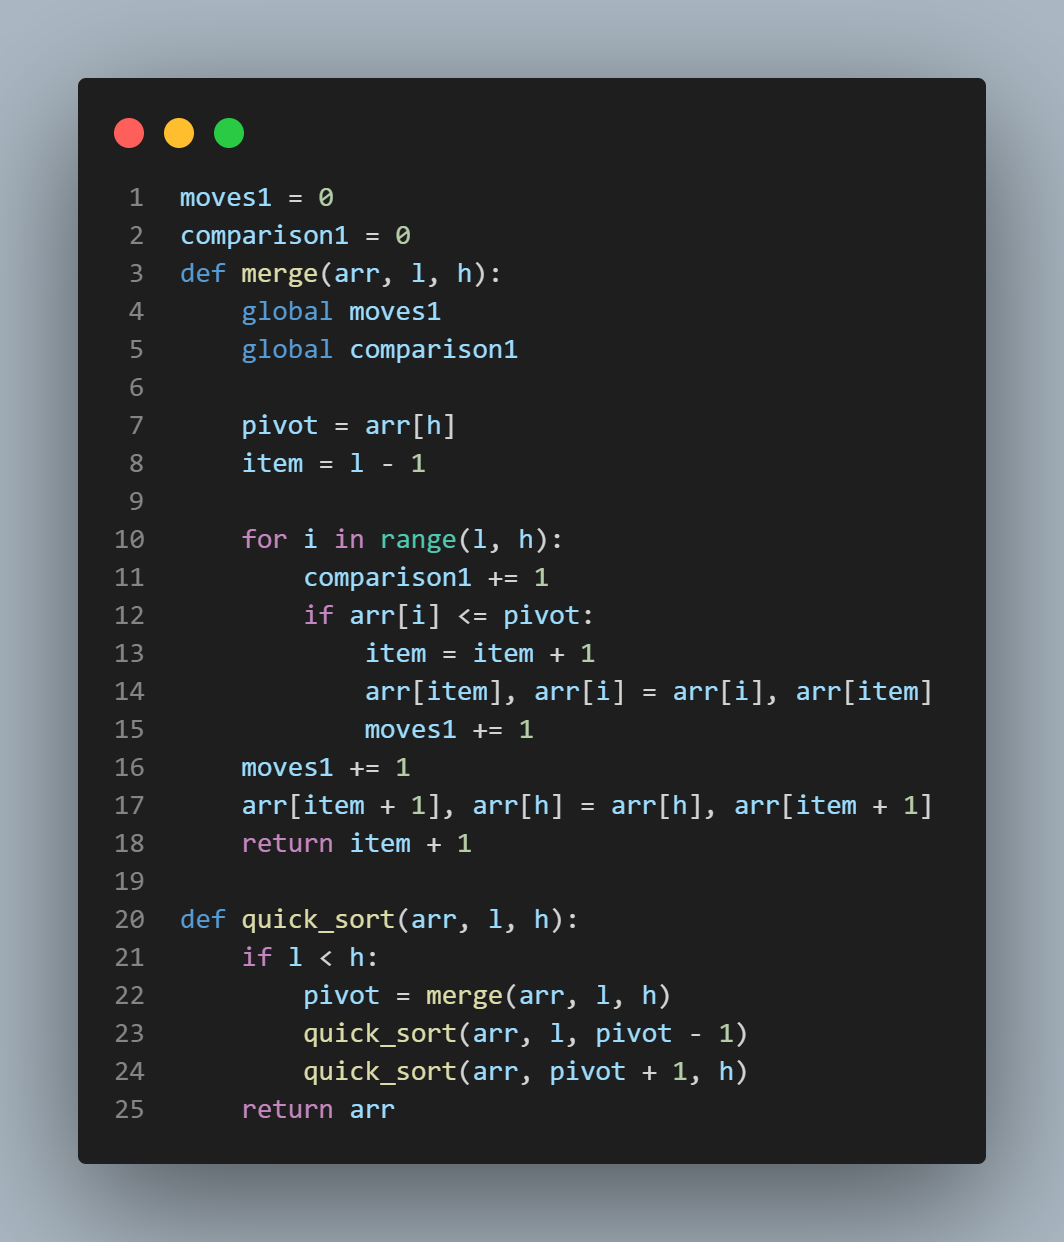 1 moves1 = 0
2 comparison1 = 0
3 def merge(arr, l, h):
4     global moves1
5     global comparison1
6
7     pivot = arr[h]
8     item = l - 1
9
10     for i in range(l, h):
11         comparison1 += 1
12         if arr[i] <= pivot:
13             item = item + 1
14             arr[item], arr[i] = arr[i], arr[item]
15             moves1 += 1
16     moves1 += 1
17     arr[item + 1], arr[h] = arr[h], arr[item + 1]
18     return item + 1
19
20 def quick_sort(arr, l, h):
21     if l < h:
22         pivot = merge(arr, l, h)
23         quick_sort(arr, l, pivot - 1)
24         quick_sort(arr, pivot + 1, h)
25     return arr